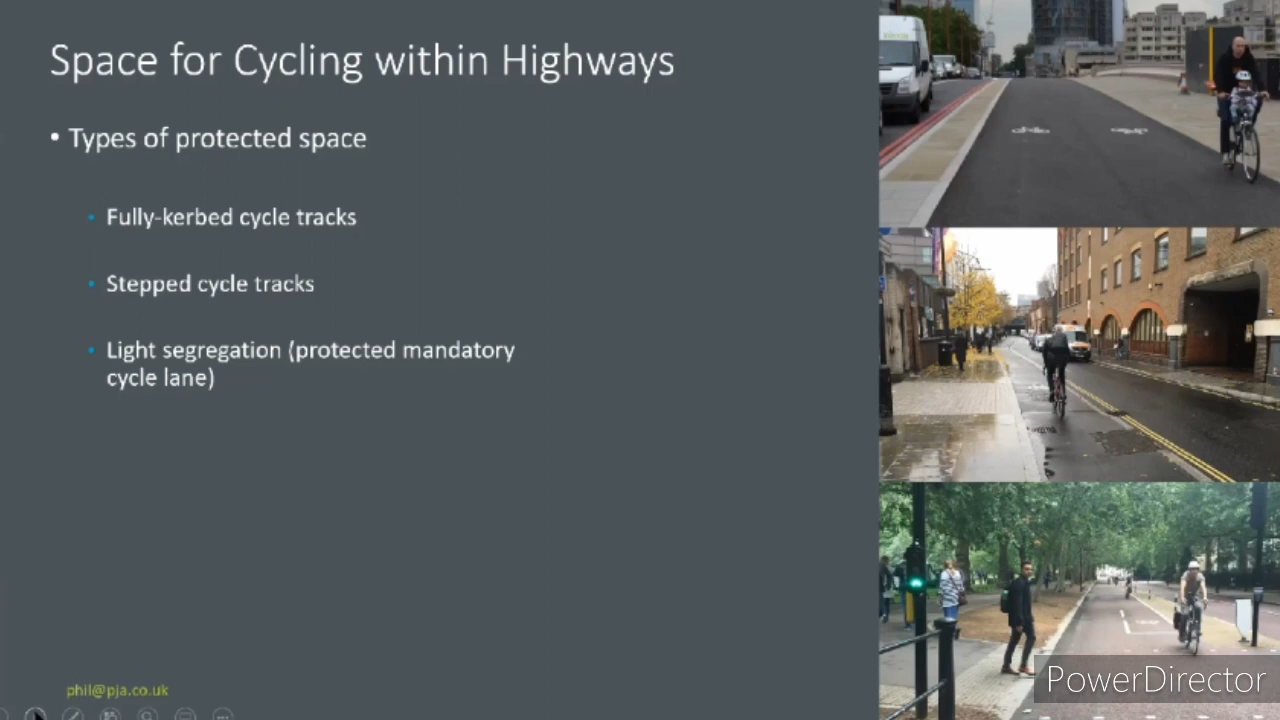 Space for Cycling within Highways
• Types of protected space
• Fully-kerbed cycle tracks
• Stepped cycle tracks
• Light segregation (protected mandatory
cycle lane)
phil@pja.co.uk
PowerDirector